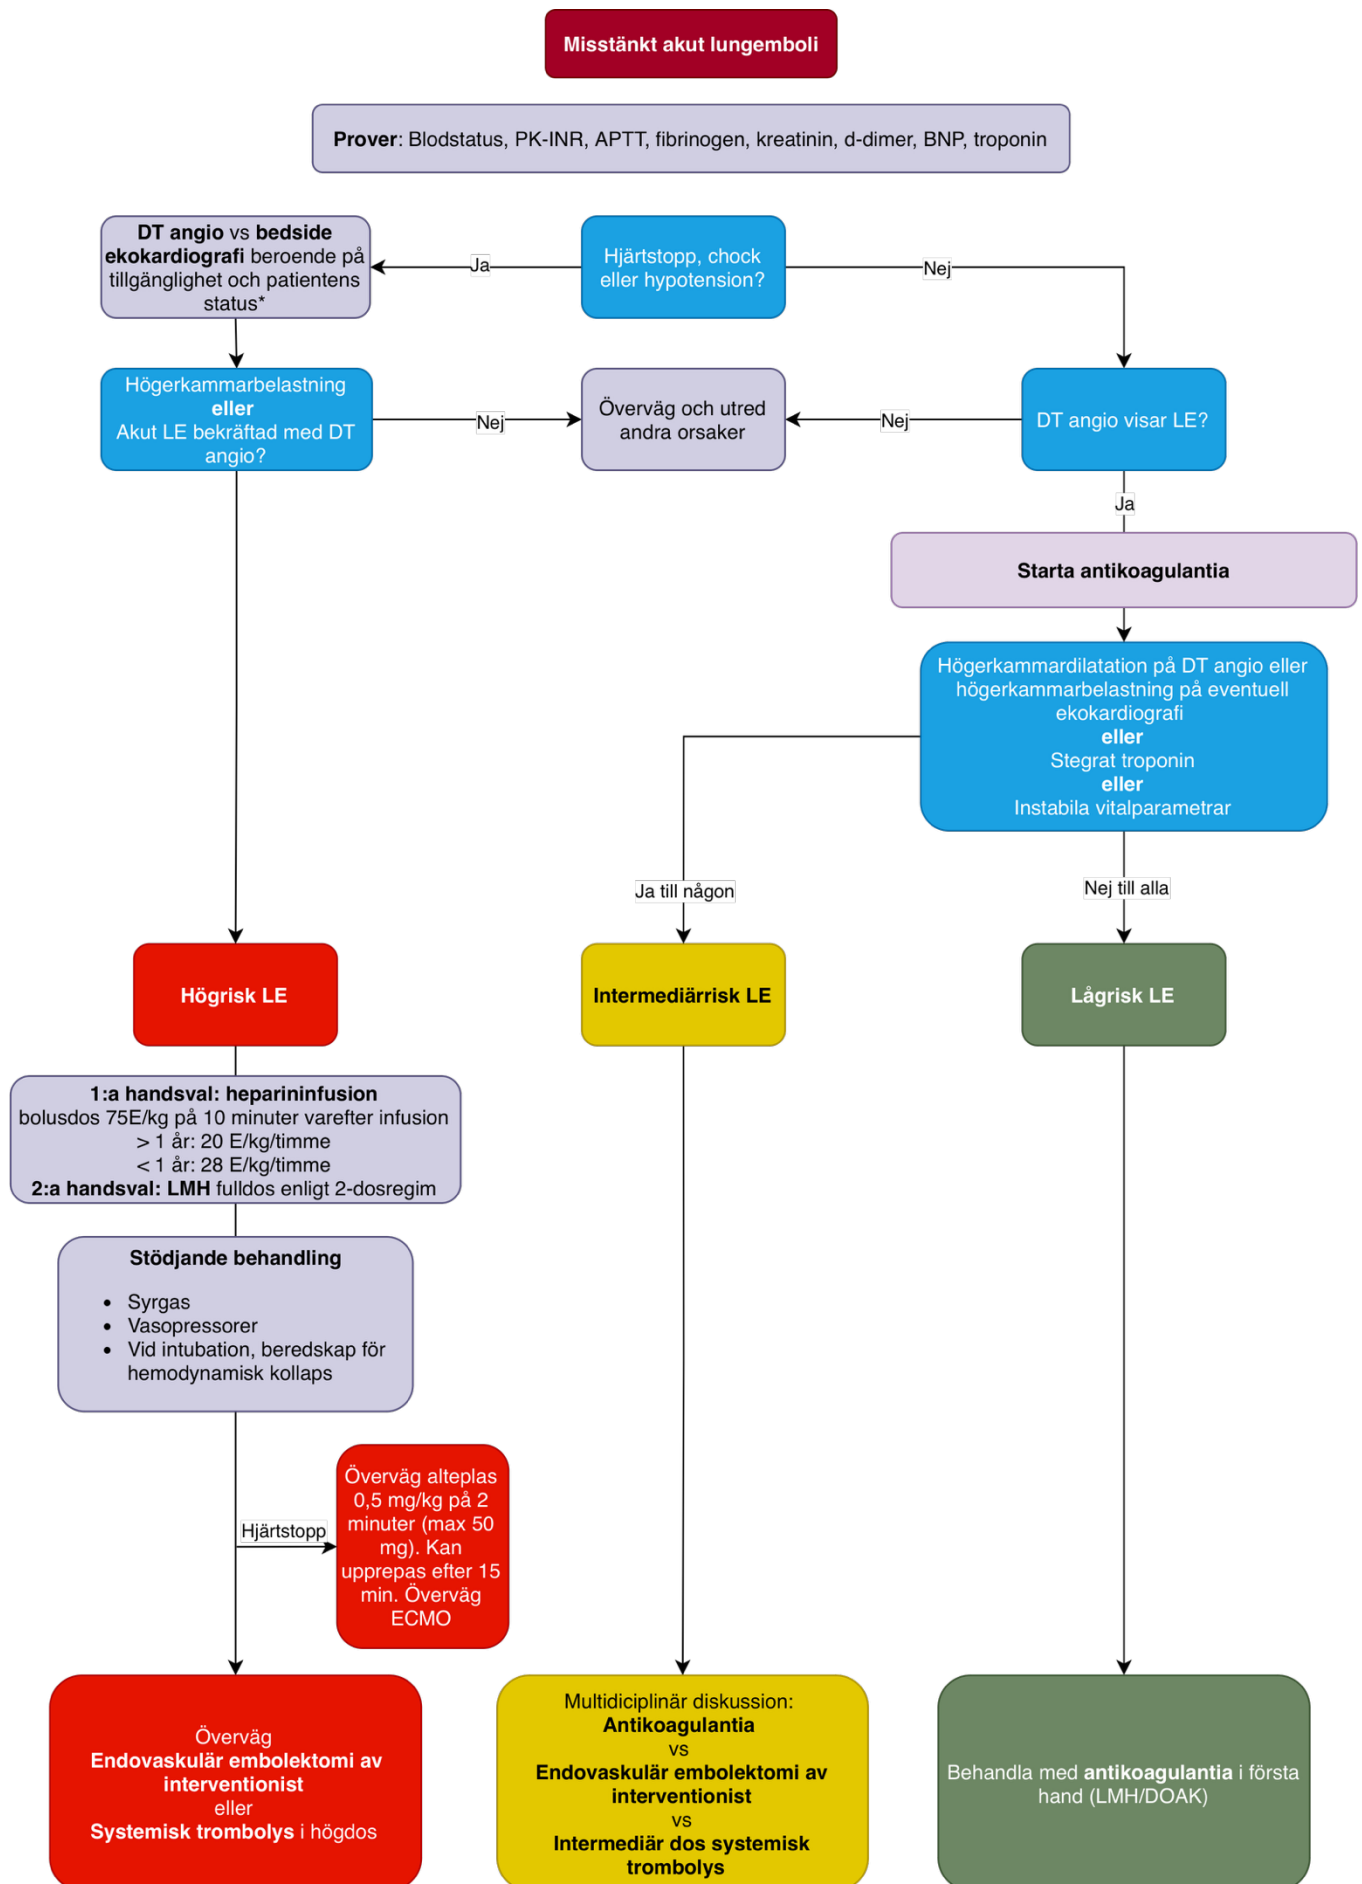 Misstänkt akut lungemboli
Prover: Blodstatus, PK-INR, APTT, fibrinogen, kreatinin, d-dimer, BNP, troponin
DT angio vs bedside
ekokardiografi beroende på
tillgänglighet och patientens
status*
Ja
Hjärtstopp, chock
eller hypotension?
Nej
Högerkammarbelastning
eller
Akut LE bekräftad med DT
angio?
Nej
Överväg och utred
andra orsaker
Nej
DT angio visar LE?
Ja
Starta antikoagulantia
Högerkammardilatation på DT angio eller
högerkammarbelastning på eventuell
ekokardiografi
eller
Stegrat troponin
eller
Instabila vitalparametrar
Ja till någon
Nej till alla
Högrisk LE
Intermediärrisk LE
Lågrisk LE
1:a handsval: heparininfusion
bolusdos 75E/kg på 10 minuter varefter infusion
> 1 år: 20 E/kg/timme
< 1 år: 28 E/kg/timme
2:a handsval: LMH fulldos enligt 2-dosregim
Stödjande behandling
• Syrgas
• Vasopressorer
• Vid intubation, beredskap för
hemodynamisk kollaps
Hjärtstopp
Överväg alteplas
0,5 mg/kg på 2
minuter (max 50
mg). Kan
upprepas efter 15
min. Överväg
ECMO
Överväg
Endovaskulär embolektomi av
interventionist
eller
Systemisk trombolys i högdos
Multidiciplinär diskussion:
Antikoagulantia
vs
Endovaskulär embolektomi av
interventionist
vs
Intermediär dos systemisk
trombolys
Behandla med antikoagulantia i första
hand (LMH/DOAK)